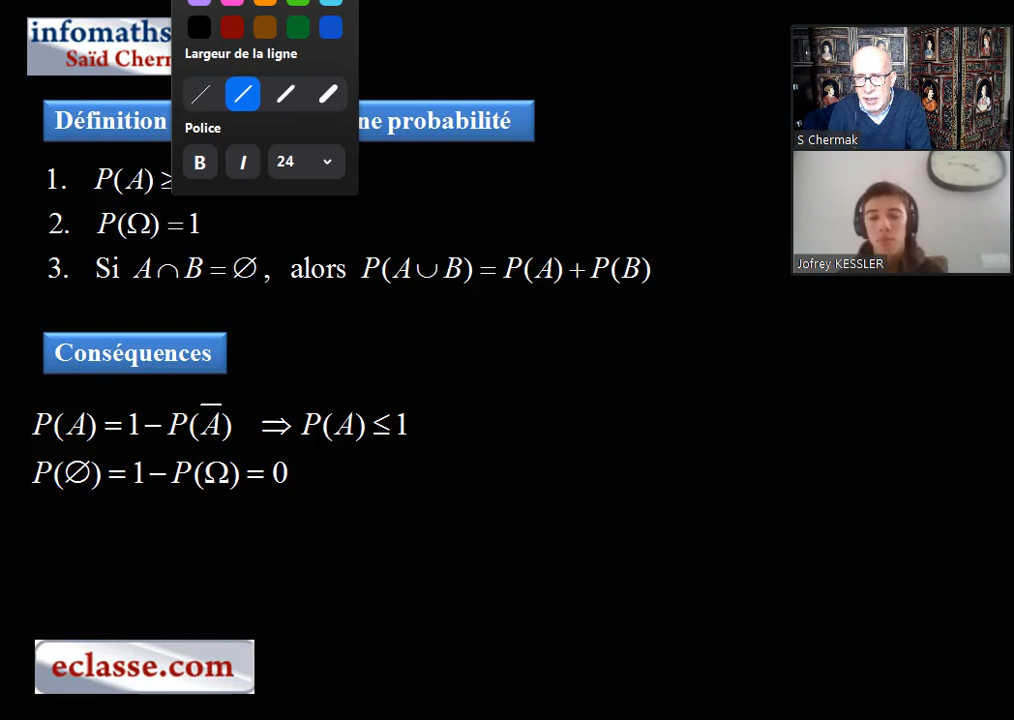 infomaths
Saïd Cherm
Largeur de la ligne
Police
B I 24
Définition
ne probabilité
1. P(A) ≥
2. P(Ω) = 1
3. Si A ∩ B = ∅ , alors P(A ∪ B) = P(A) + P(B)
Conséquences
P(A) = 1 − P(A̅) ⇒ P(A) ≤ 1
P(∅) = 1 − P(Ω) = 0
eclasse.com
S Chermak
Jofrey KESSLER